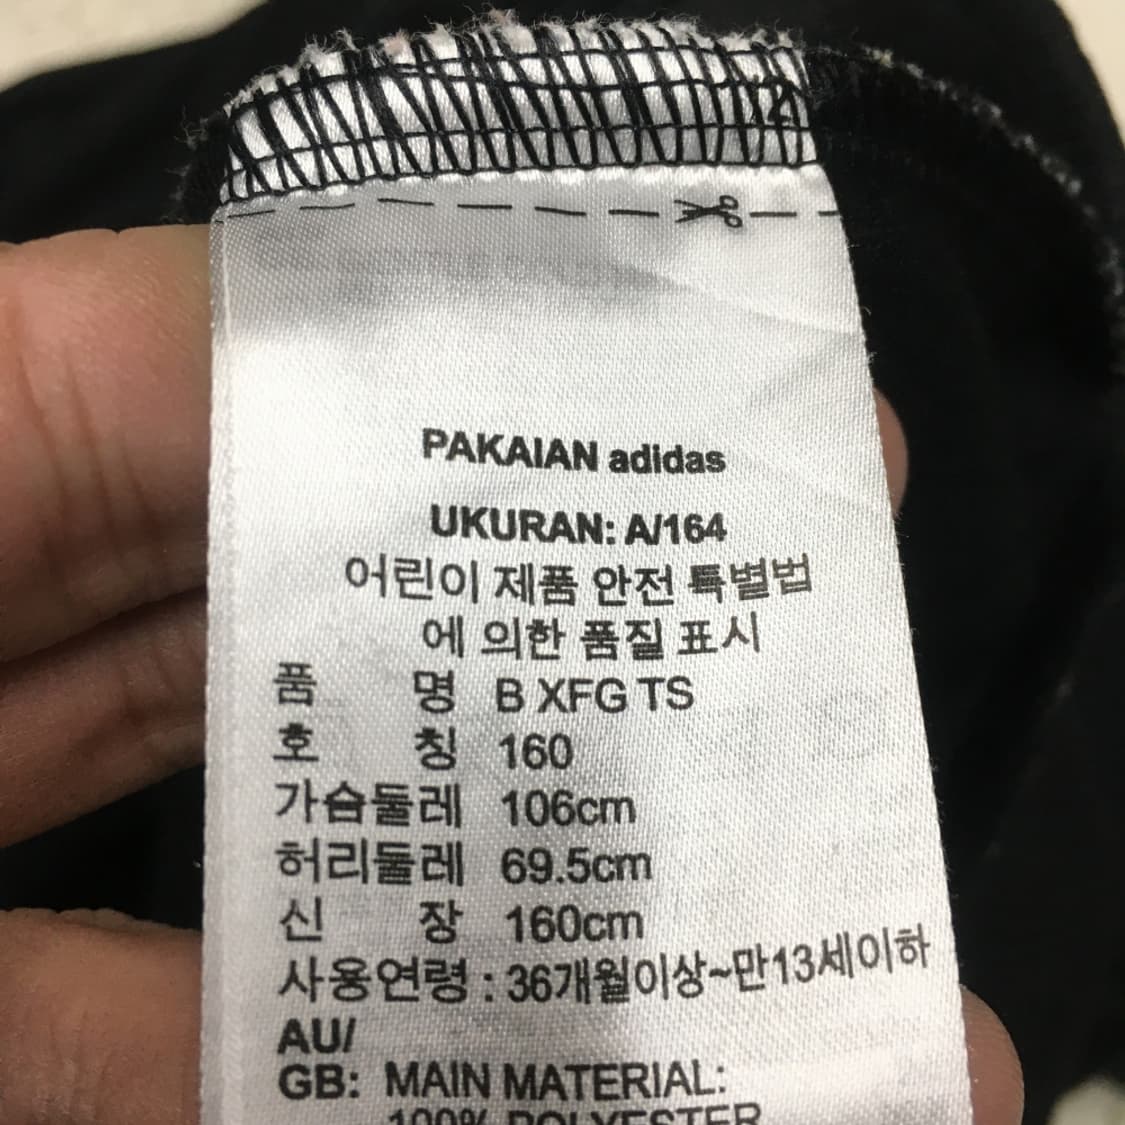 PAKAIAN adidas
UKURAN: A/164
어린이 제품 안전 특별법
에 의한 품질 표시
품 명 B XFG TS
호 칭 160
가슴둘레 106cm
허리둘레 69.5cm
신 장 160cm
사용연령 : 36개월이상~만13세이하
AU/
GB: MAIN MATERIAL:
100% POLYESTER